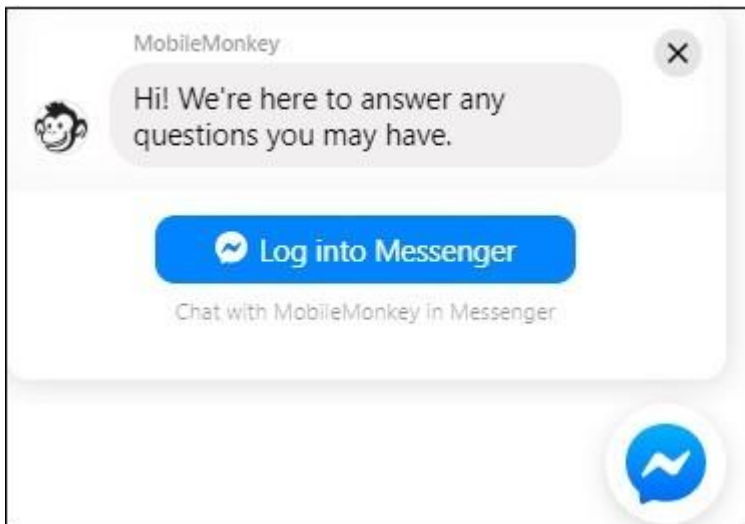 MobileMonkey
Hi! We're here to answer any
questions you may have.
Log into Messenger
Chat with MobileMonkey in Messenger